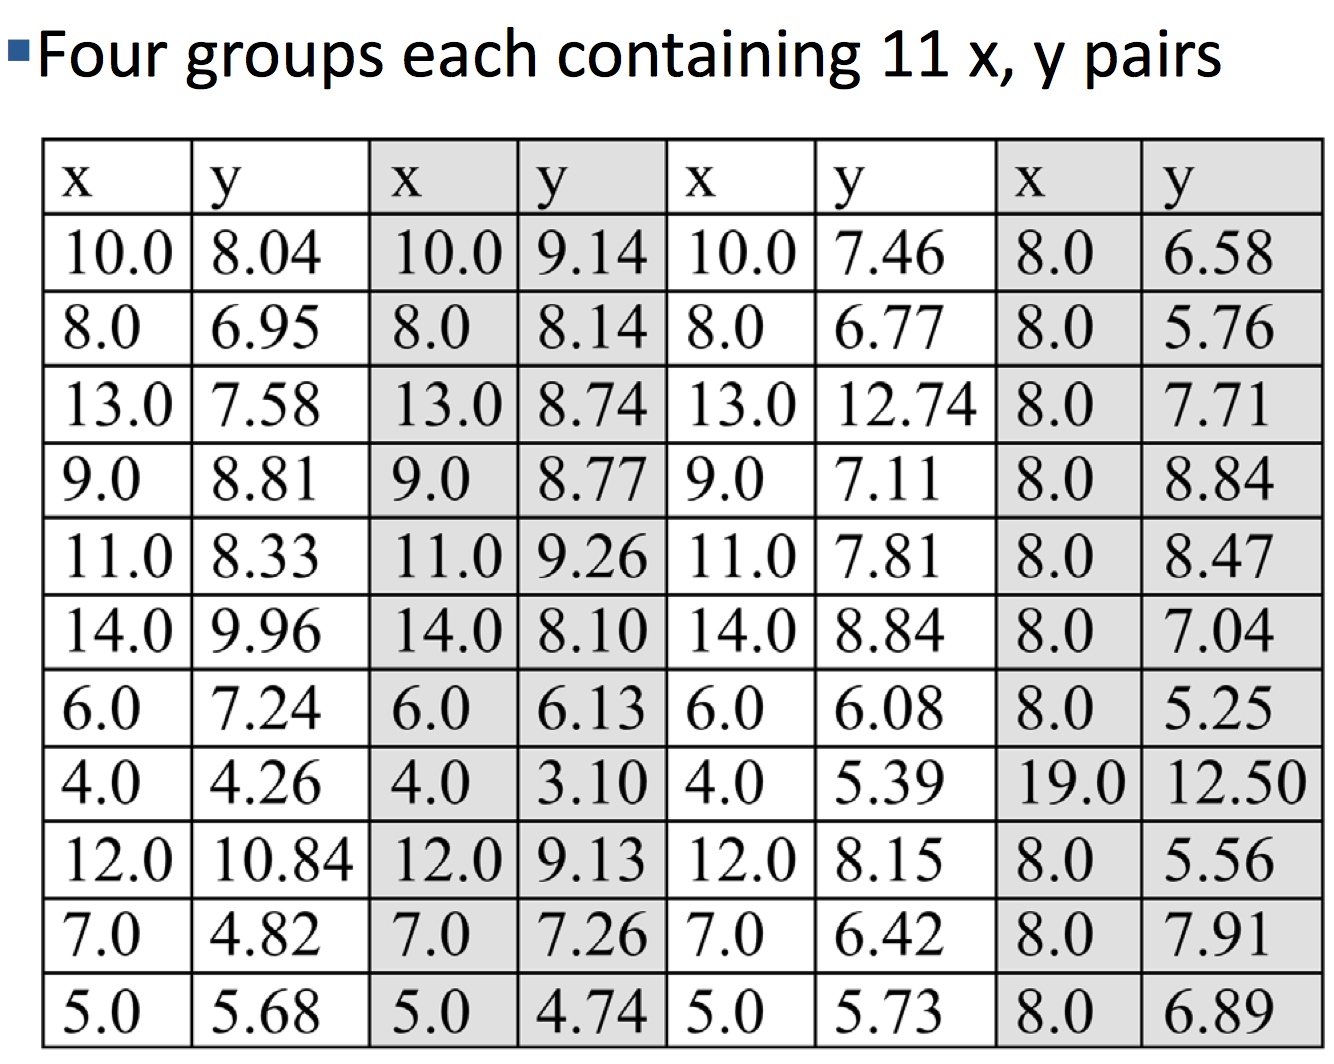 ▪Four groups each containing 11 x, y pairs
x y x y x y x y
10.0 8.04 10.0 9.14 10.0 7.46 8.0 6.58
8.0 6.95 8.0 8.14 8.0 6.77 8.0 5.76
13.0 7.58 13.0 8.74 13.0 12.74 8.0 7.71
9.0 8.81 9.0 8.77 9.0 7.11 8.0 8.84
11.0 8.33 11.0 9.26 11.0 7.81 8.0 8.47
14.0 9.96 14.0 8.10 14.0 8.84 8.0 7.04
6.0 7.24 6.0 6.13 6.0 6.08 8.0 5.25
4.0 4.26 4.0 3.10 4.0 5.39 19.0 12.50
12.0 10.84 12.0 9.13 12.0 8.15 8.0 5.56
7.0 4.82 7.0 7.26 7.0 6.42 8.0 7.91
5.0 5.68 5.0 4.74 5.0 5.73 8.0 6.89